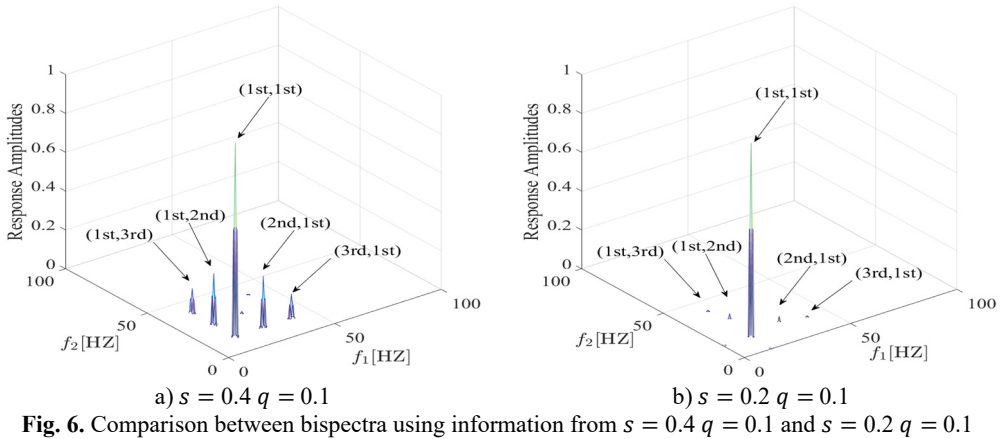 1
0.8
0.6
0.4
0.2
0
100
50
0
0
50
100
Response Amplitudes
f₂[HZ]
f₁[HZ]
(1st,1st)
(1st,2nd)
(1st,3rd)
(2nd,1st)
(3rd,1st)
1
0.8
0.6
0.4
0.2
0
100
50
0
0
50
100
Response Amplitudes
f₂[HZ]
f₁[HZ]
(1st,1st)
(1st,3rd)
(1st,2nd)
(2nd,1st)
(3rd,1st)
a) s = 0.4 q = 0.1
b) s = 0.2 q = 0.1
Fig. 6. Comparison between bispectra using information from s = 0.4 q = 0.1 and s = 0.2 q = 0.1